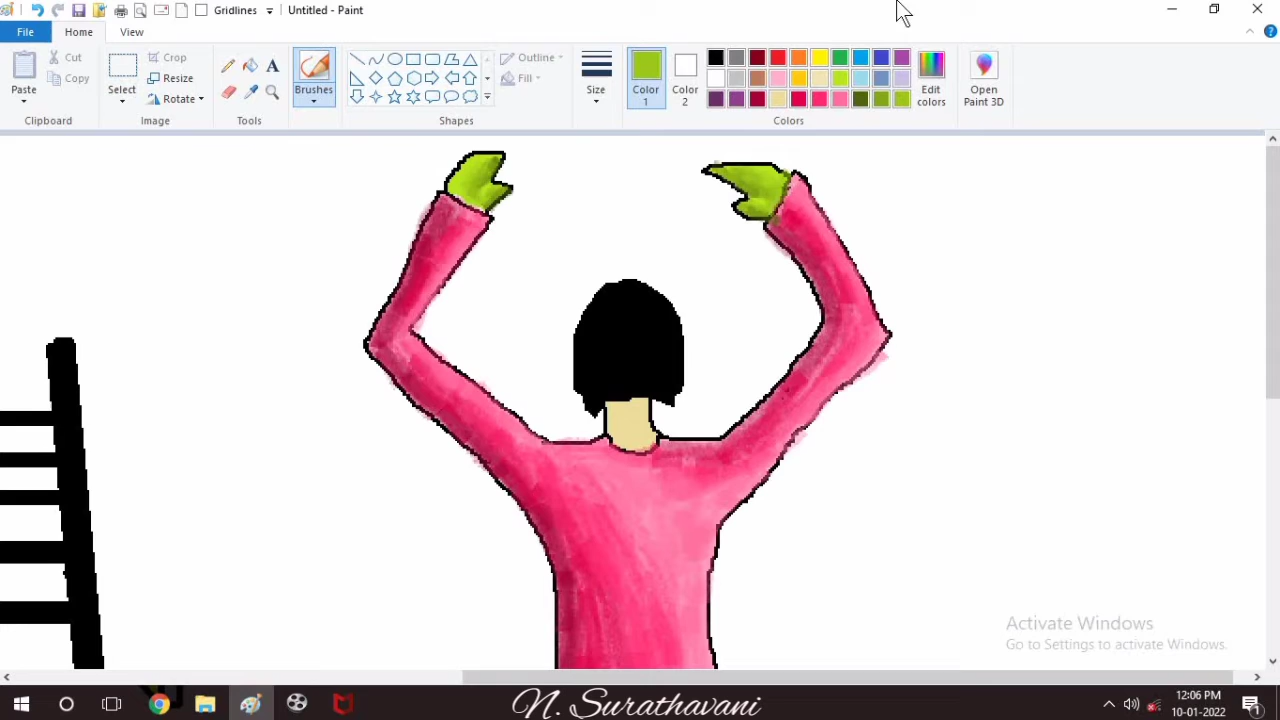 Gridlines
Untitled - Paint
File
Home
View
Paste
Cut
Copy
Clipboard
Select
Crop
Resize
Rotate
Image
Tools
Brushes
Shapes
Outline
Fill
Size
Color 1
Color 2
Edit colors
Open Paint 3D
Colors
Activate Windows
Go to Settings to activate Windows.
N. Surathavani
12:06 PM
10-01-2022